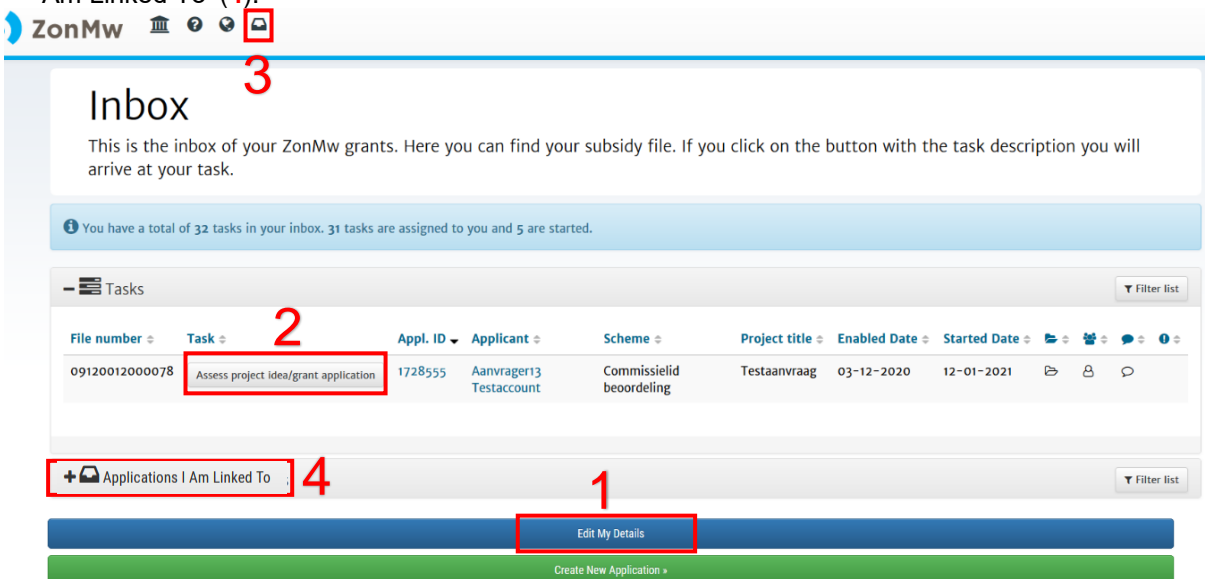 Am Linked To' (4).
ZonMw
3
Inbox
This is the inbox of your ZonMw grants. Here you can find your subsidy file. If you click on the button with the task description you will
arrive at your task.
You have a total of 32 tasks in your inbox. 31 tasks are assigned to you and 5 are started.
Tasks
Filter list
2
File number Task Appl. ID Applicant Scheme Project title Enabled Date Started Date
09120012000078 Assess project idea/grant application 1728555 Aanvrager13 Commissielid Testaanvraag 03-12-2020 12-01-2021
Testaccount beoordeling
Applications I Am Linked To
4
Filter list
1
Edit My Details
Create New Application »